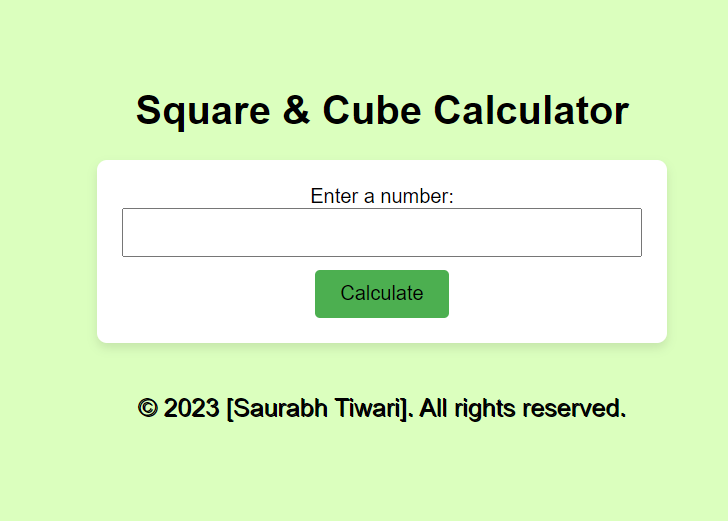 Square & Cube Calculator
Enter a number:
Calculate
© 2023 [Saurabh Tiwari]. All rights reserved.